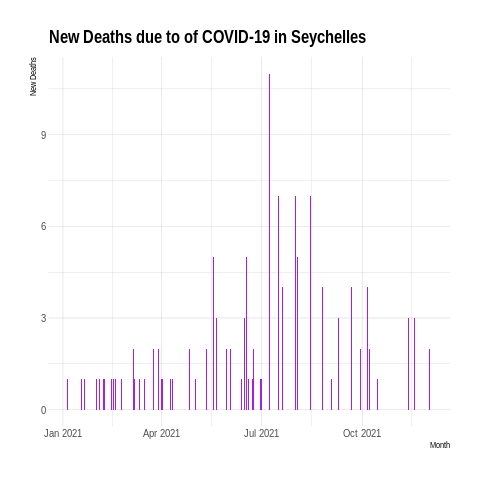 New Deaths due to of COVID-19 in Seychelles
New Deaths
9
6
3
0
Jan 2021 Apr 2021 Jul 2021 Oct 2021
Month